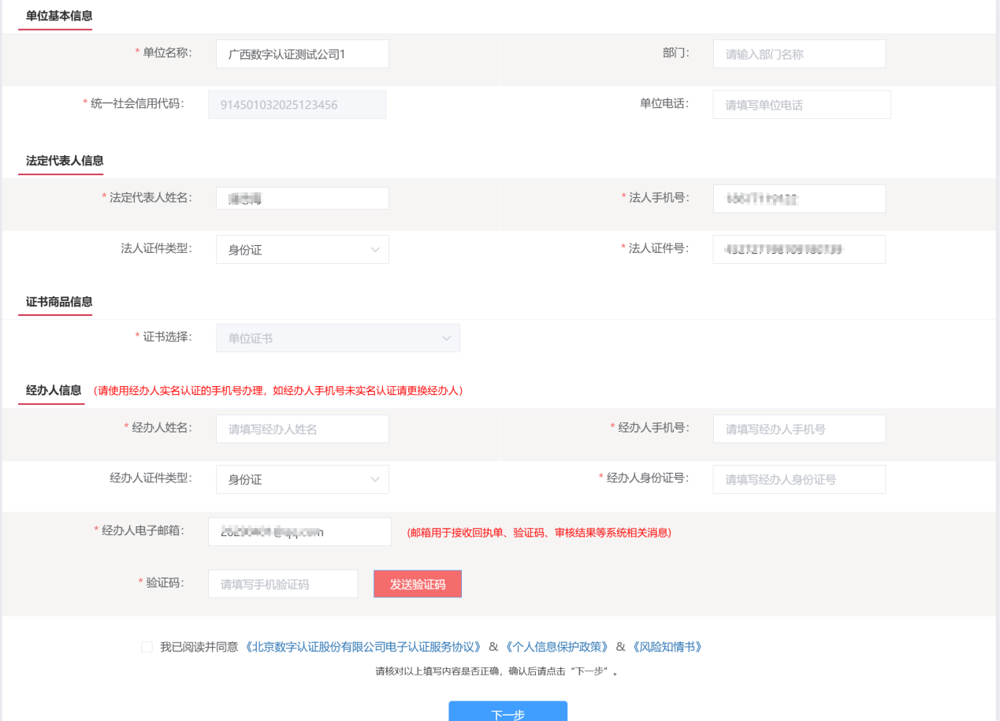 单位基本信息
* 单位名称: 广西数字认证测试公司1 部门: 请输入部门名称
* 统一社会信用代码: 914501032025123456 单位电话: 请填写单位电话
法定代表人信息
* 法定代表人姓名: * 法人手机号:
法人证件类型: 身份证 * 法人证件号:
证书商品信息
* 证书选择: 单位证书
经办人信息 (请使用经办人实名认证的手机号办理，如经办人手机号未实名认证请更换经办人)
* 经办人姓名: 请填写经办人姓名 * 经办人手机号: 请填写经办人手机号
经办人证件类型: 身份证 * 经办人身份证号: 请填写经办人身份证号
* 经办人电子邮箱: (邮箱用于接收回执单、验证码、审核结果等系统相关消息)
* 验证码: 请填写手机验证码 发送验证码
我已阅读并同意 《北京数字认证股份有限公司电子认证服务协议》 & 《个人信息保护政策》 & 《风险知情书》
请核对以上填写内容是否正确，确认后请点击“下一步”。
下一步